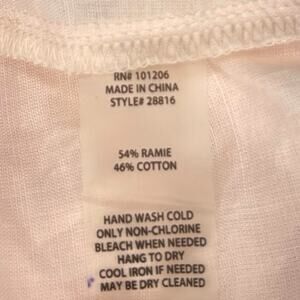 RN# 101206
MADE IN CHINA
STYLE# 28816
54% RAMIE
46% COTTON
HAND WASH COLD
ONLY NON-CHLORINE
BLEACH WHEN NEEDED
HANG TO DRY
COOL IRON IF NEEDED
MAY BE DRY CLEANED